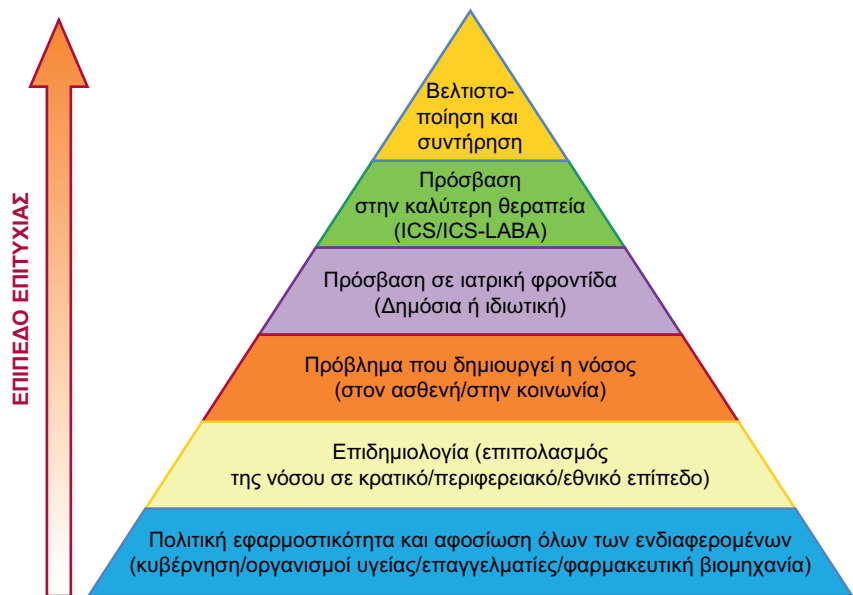 ΕΠΙΠΕΔΟ ΕΠΙΤΥΧΙΑΣ
Βελτιστο-
ποίηση και
συντήρηση
Πρόσβαση
στην καλύτερη θεραπεία
(ICS/ICS-LABA)
Πρόσβαση σε ιατρική φροντίδα
(Δημόσια ή ιδιωτική)
Πρόβλημα που δημιουργεί η νόσος
(στον ασθενή/στην κοινωνία)
Επιδημιολογία (επιπολασμός
της νόσου σε κρατικό/περιφερειακό/εθνικό επίπεδο)
Πολιτική εφαρμοστικότητα και αφοσίωση όλων των ενδιαφερομένων
(κυβέρνηση/οργανισμοί υγείας/επαγγελματίες/φαρμακευτική βιομηχανία)